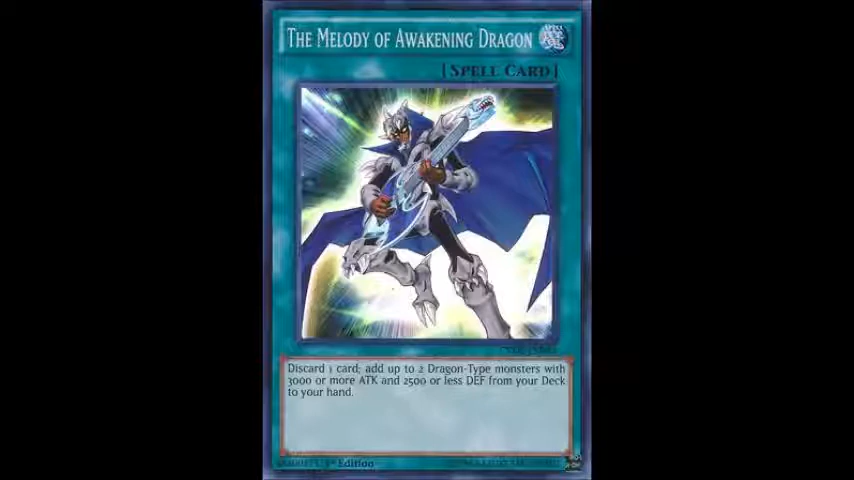 THE MELODY OF AWAKENING DRAGON
[SPELL CARD]
Discard 1 card; add up to 2 Dragon-Type monsters with
3000 or more ATK and 2500 or less DEF from your Deck
to your hand.
1st Edition